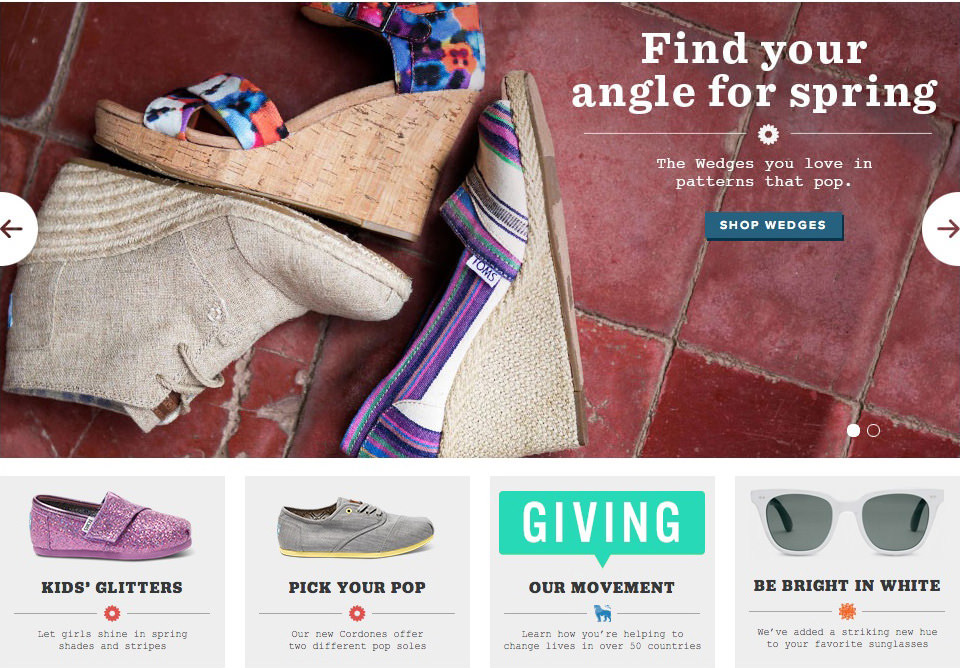 Find your
angle for spring
The Wedges you love in
patterns that pop.
SHOP WEDGES
TOMS
TOMS
KIDS' GLITTERS
Let girls shine in spring
shades and stripes
PICK YOUR POP
Our new Cordones offer
two different pop soles
GIVING
OUR MOVEMENT
Learn how you're helping to
change lives in over 50 countries
BE BRIGHT IN WHITE
We've added a striking new hue
to your favorite sunglasses